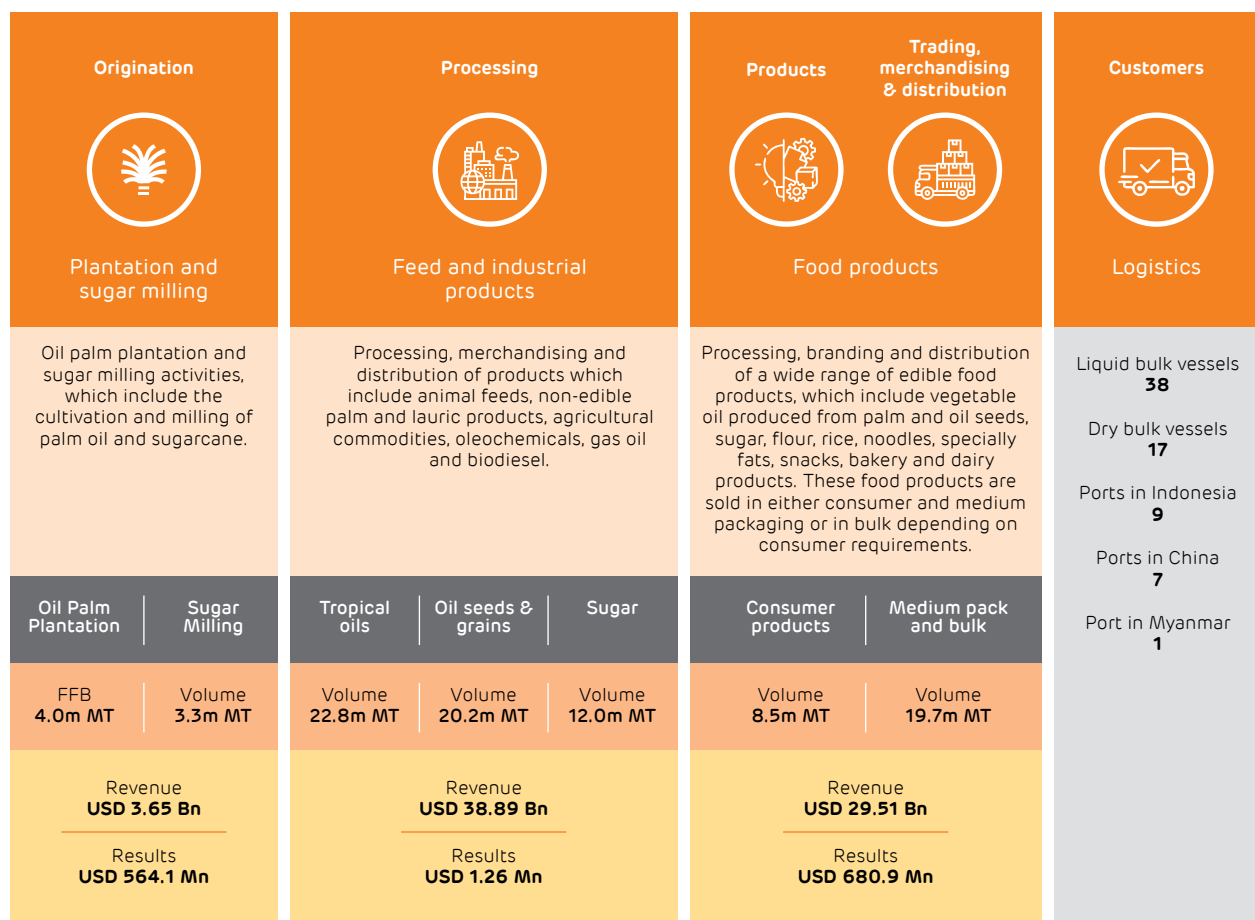 Origination
Plantation and
sugar milling
Oil palm plantation and
sugar milling activities,
which include the
cultivation and milling of
palm oil and sugarcane.
Oil Palm
Plantation
Sugar
Milling
FFB
4.0m MT
Volume
3.3m MT
Revenue
USD 3.65 Bn
Results
USD 564.1 Mn
Processing
Feed and industrial
products
Processing, merchandising and
distribution of products which
include animal feeds, non-edible
palm and lauric products, agricultural
commodities, oleochemicals, gas oil
and biodiesel.
Tropical
oils
Oil seeds &
grains
Sugar
Volume
22.8m MT
Volume
20.2m MT
Volume
12.0m MT
Revenue
USD 38.89 Bn
Results
USD 1.26 Mn
Products
Trading,
merchandising
& distribution
Food products
Processing, branding and distribution
of a wide range of edible food
products, which include vegetable
oil produced from palm and oil seeds,
sugar, flour, rice, noodles, specially
fats, snacks, bakery and dairy
products. These food products are
sold in either consumer and medium
packaging or in bulk depending on
consumer requirements.
Consumer
products
Medium pack
and bulk
Volume
8.5m MT
Volume
19.7m MT
Revenue
USD 29.51 Bn
Results
USD 680.9 Mn
Customers
Logistics
Liquid bulk vessels
38
Dry bulk vessels
17
Ports in Indonesia
9
Ports in China
7
Port in Myanmar
1